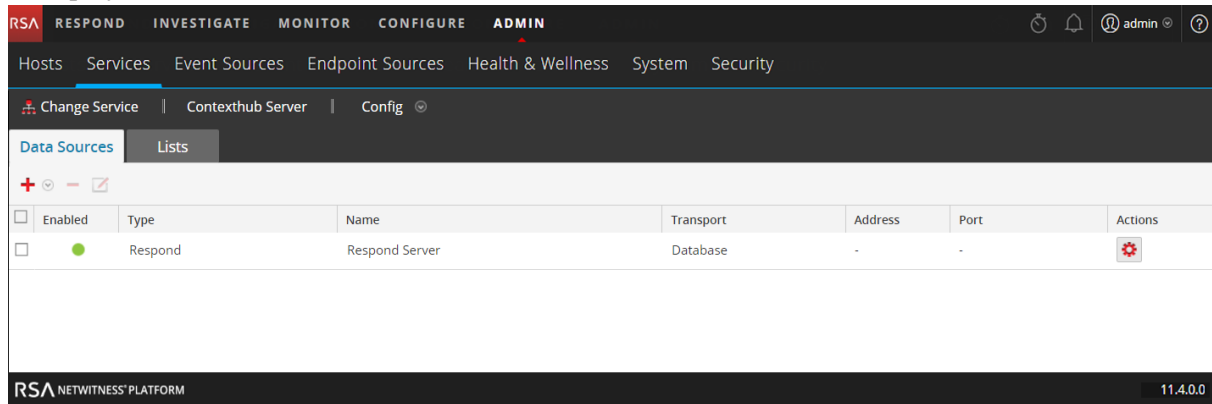 RSA RESPOND INVESTIGATE MONITOR CONFIGURE ADMIN admin ?
Hosts Services Event Sources Endpoint Sources Health & Wellness System Security
Change Service Contexthub Server Config
Data Sources Lists
Enabled Type Name Transport Address Port Actions
Respond Respond Server Database - -
RSA NETWITNESS® PLATFORM 11.4.0.0